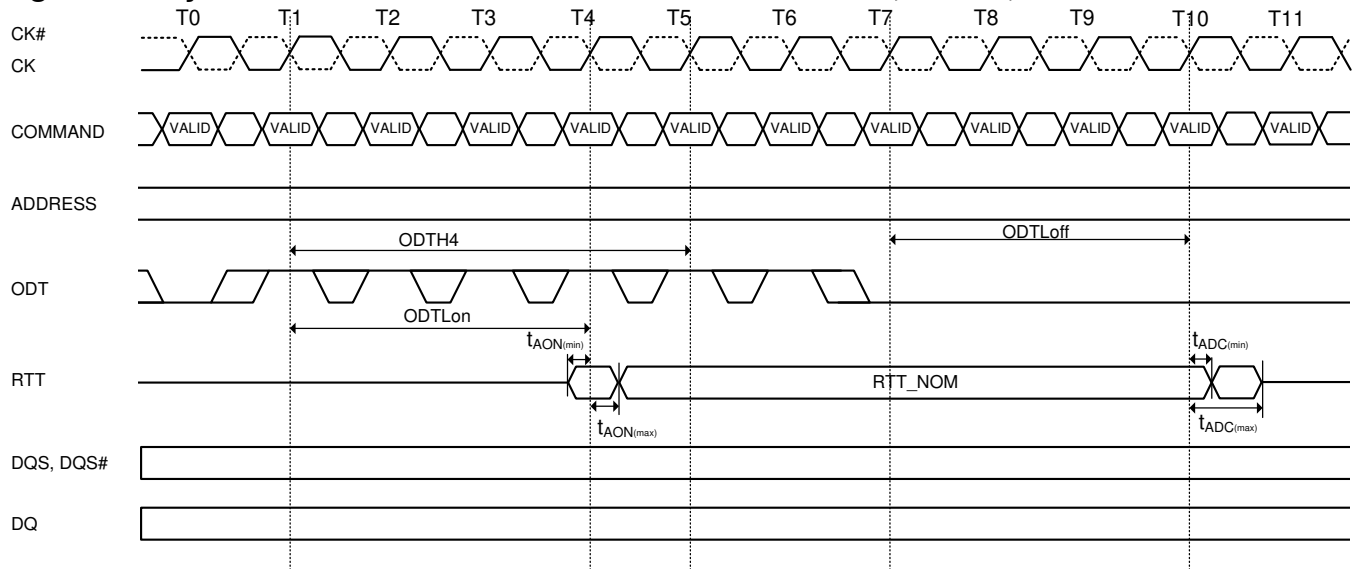 T0 T1 T2 T3 T4 T5 T6 T7 T8 T9 T10 T11
CK#
CK
COMMAND VALID VALID VALID VALID VALID VALID VALID VALID VALID VALID VALID VALID
ADDRESS
ODTH4 ODTLoff
ODT
ODTLon
tAON(min) tADC(min)
RTT RTT_NOM
tAON(max) tADC(max)
DQS, DQS#
DQ